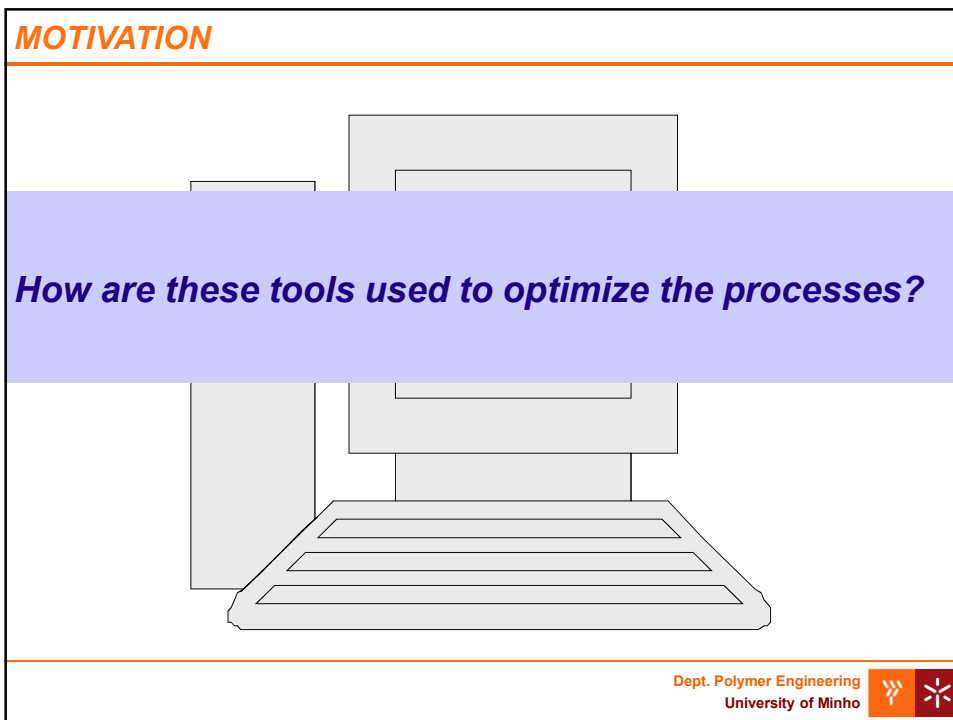 MOTIVATION
How are these tools used to optimize the processes?
Dept. Polymer Engineering
University of Minho